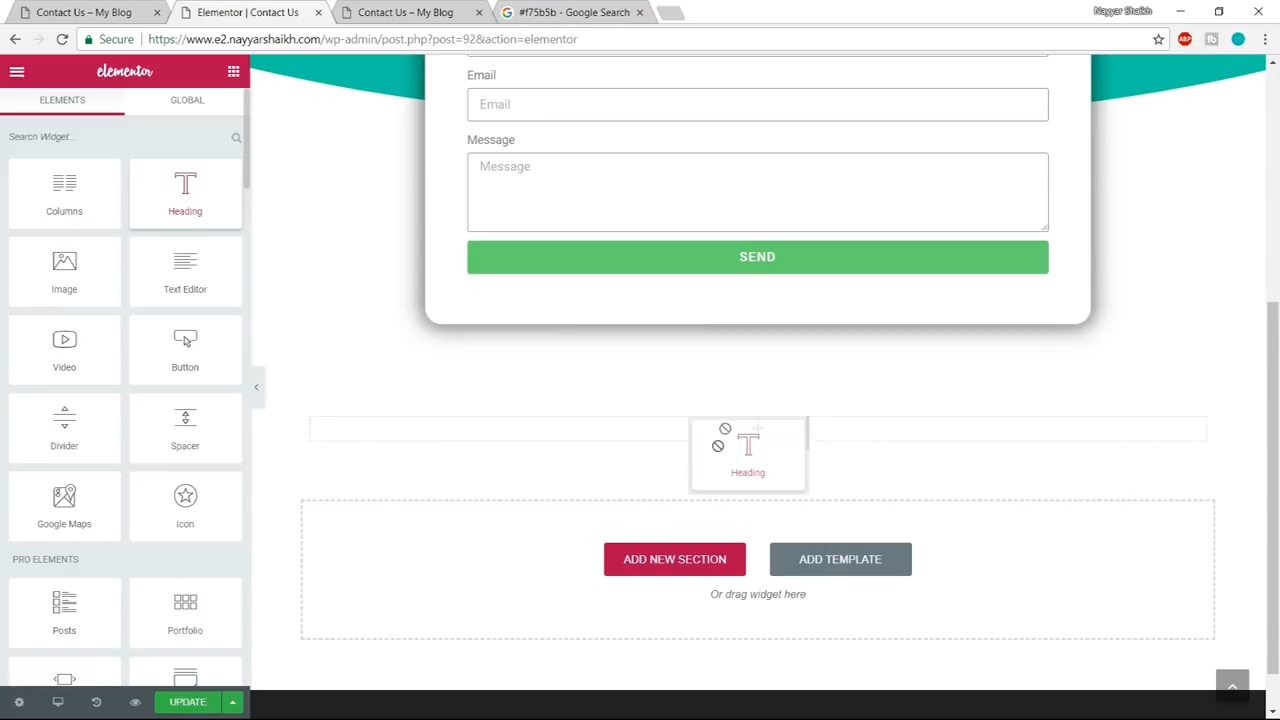 Contact Us – My Blog
Elementor | Contact Us
Contact Us – My Blog
#f75b5b - Google Search
Nayyar Shaikh
Secure
https://www.e2.nayyarshaikh.com/wp-admin/post.php?post=92&action=elementor
ABP
fb
elementor
ELEMENTS
GLOBAL
Search Widget...
Columns
Heading
Image
Text Editor
Video
Button
Divider
Spacer
Google Maps
Icon
PRO ELEMENTS
Posts
Portfolio
UPDATE
Email
Email
Message
Message
SEND
Heading
ADD NEW SECTION
ADD TEMPLATE
Or drag widget here